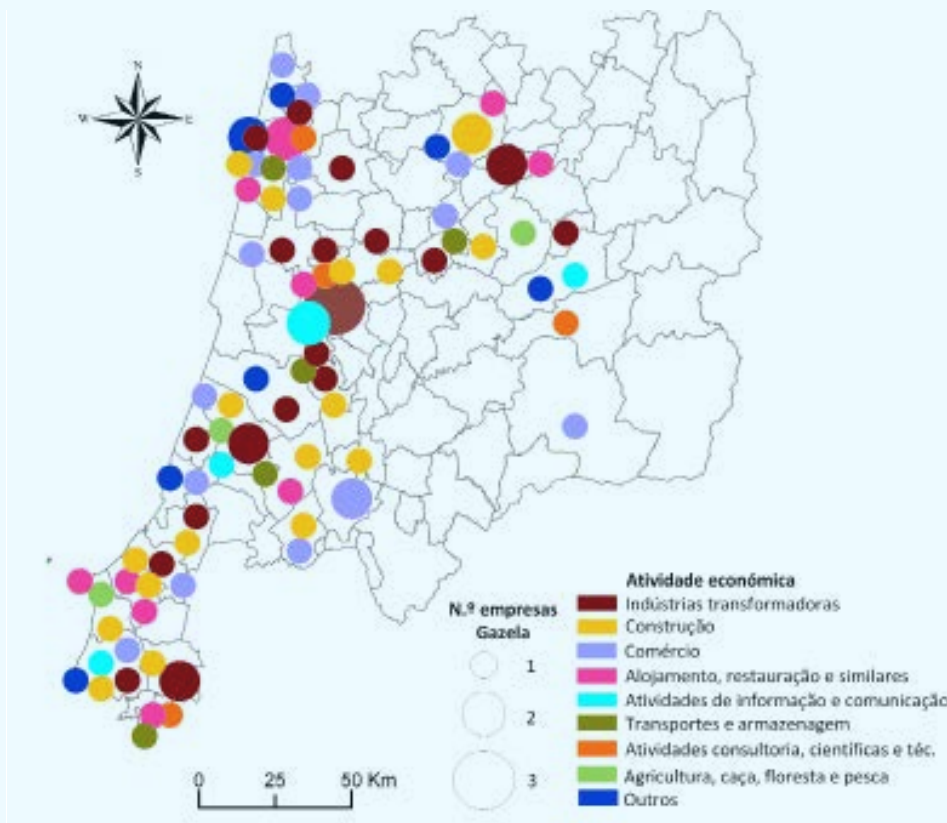 N
W
E
S
Atividade económica
Indústrias transformadoras
Construção
Comércio
Alojamento, restauração e similares
Atividades de informação e comunicação
Transportes e armazenagem
Atividades consultoria, científicas e téc.
Agricultura, caça, floresta e pesca
Outros
N.º empresas
Gazela
1
2
3
0
25
50 Km